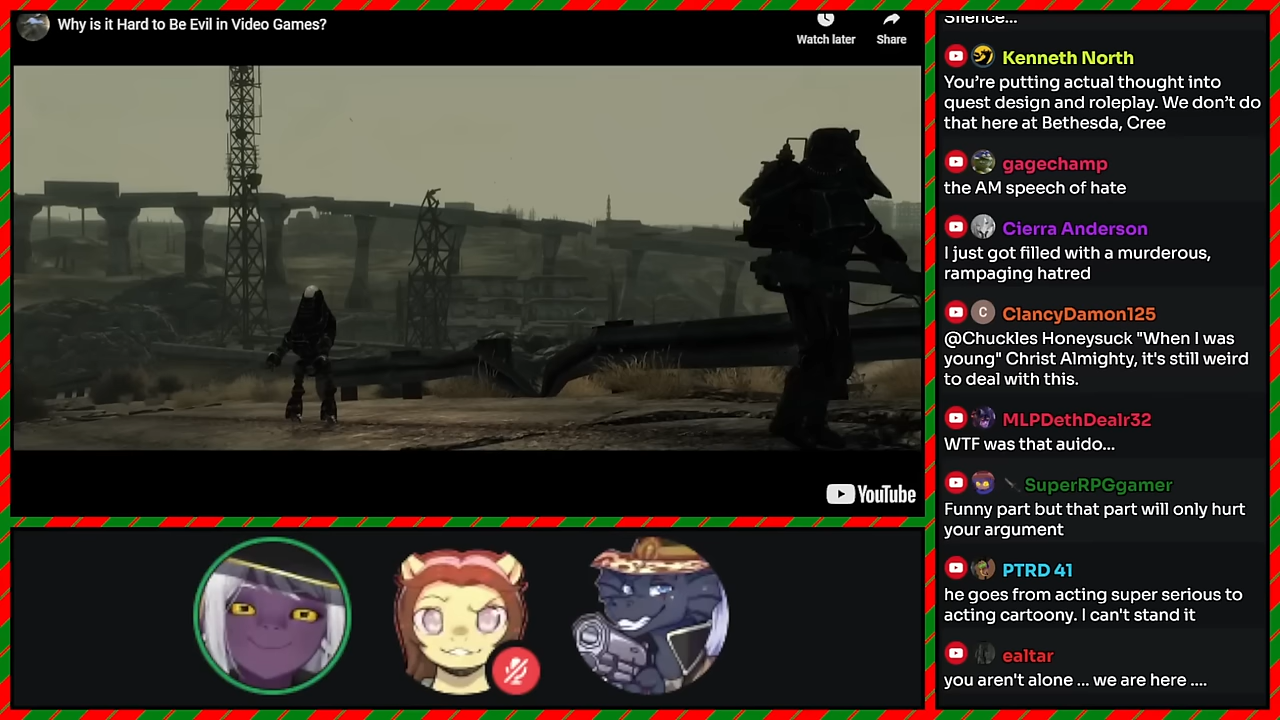 Why is it Hard to Be Evil in Video Games?
Watch later
Share
YouTube
Silence...
Kenneth North
You’re putting actual thought into
quest design and roleplay. We don’t do
that here at Bethesda, Cree
gagechamp
the AM speech of hate
Cierra Anderson
I just got filled with a murderous,
rampaging hatred
C
ClancyDamon125
@Chuckles Honeysuck "When I was
young" Christ Almighty, it's still weird
to deal with this.
MLPDethDealr32
WTF was that auido...
SuperRPGgamer
Funny part but that part will only hurt
your argument
PTRD 41
he goes from acting super serious to
acting cartoony. I can't stand it
ealtar
you aren't alone ... we are here ....